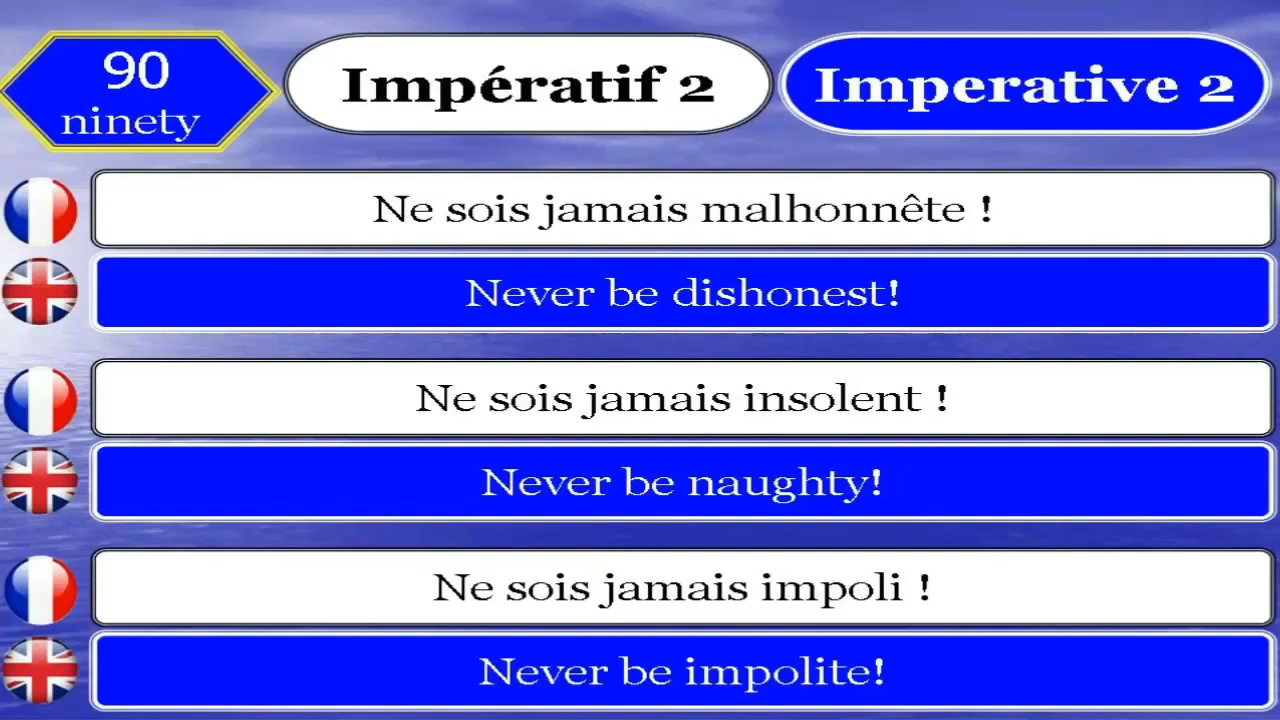 90
ninety
Impératif 2
Imperative 2
Ne sois jamais malhonnête !
Never be dishonest!
Ne sois jamais insolent !
Never be naughty!
Ne sois jamais impoli !
Never be impolite!